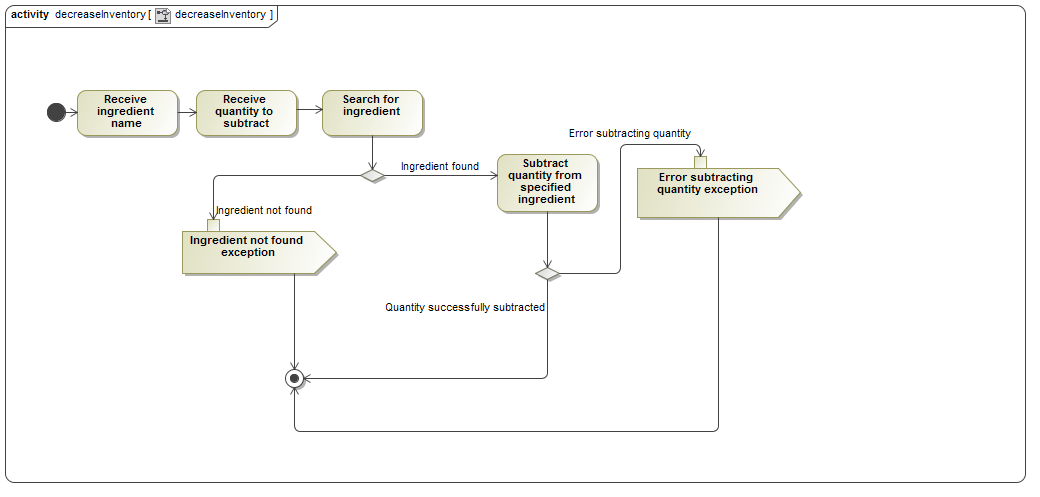 activity decreaseInventory [ decreaseInventory ]
Receive
ingredient
name
Receive
quantity to
subtract
Search for
ingredient
Error subtracting quantity
Ingredient found
Subtract
quantity from
specified
ingredient
Error subtracting
quantity exception
Ingredient not found
Ingredient not found
exception
Quantity successfully subtracted